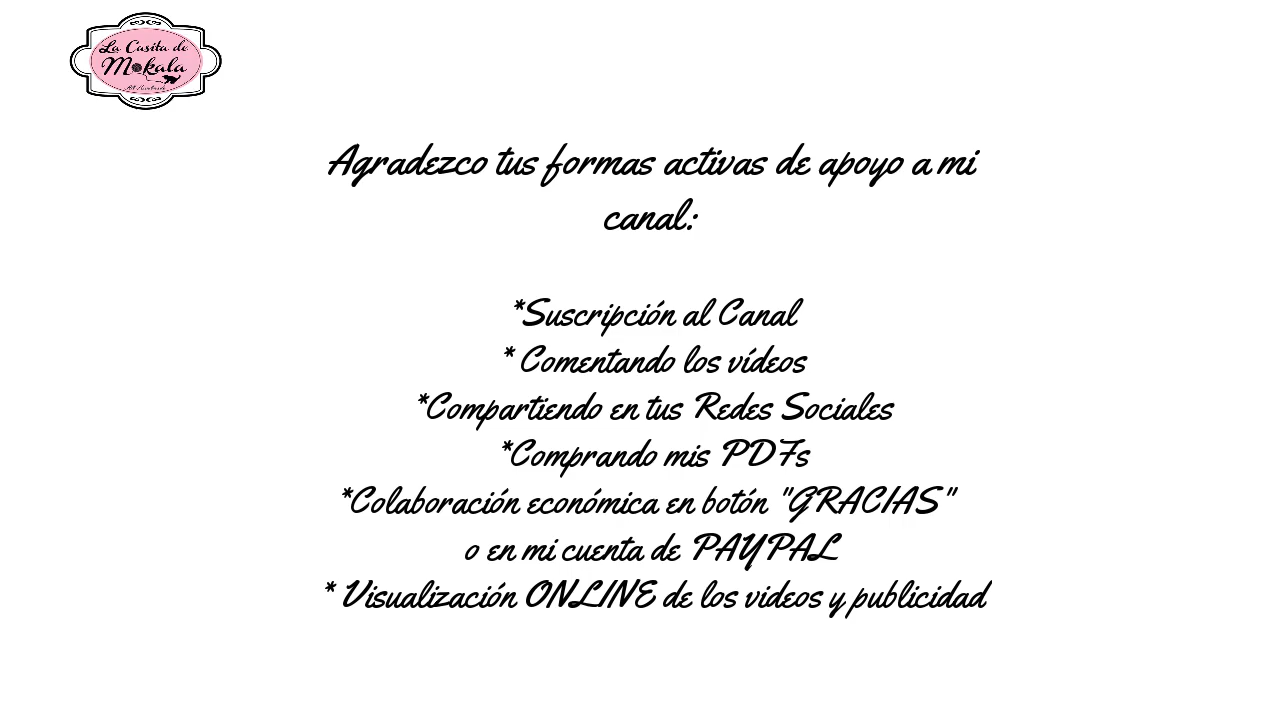 La Casita de
Mokala
Agradezco tus formas activas de apoyo a mi
canal:
*Suscripción al Canal
* Comentando los vídeos
*Compartiendo en tus Redes Sociales
*Comprando mis PDFs
*Colaboración económica en botón "GRACIAS"
o en mi cuenta de PAYPAL
* Visualización ONLINE de los videos y publicidad